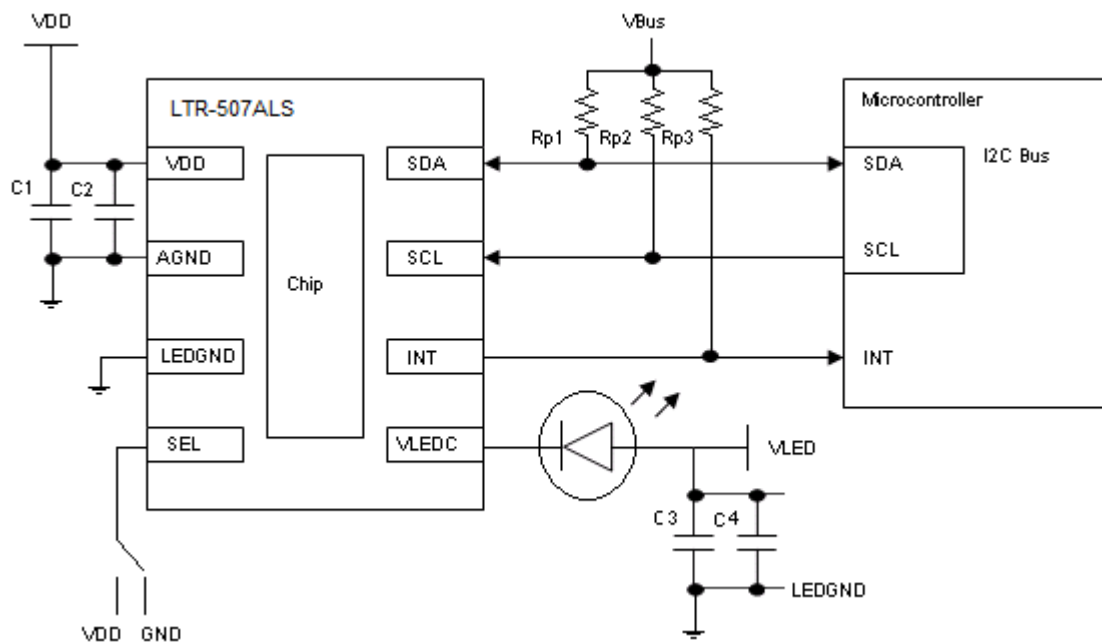 VDD
VBus
LTR-507ALS
Microcontroller
Rp1
Rp2
Rp3
VDD
SDA
SDA
I2C Bus
C1
C2
AGND
SCL
SCL
Chip
LEDGND
INT
INT
SEL
VLEDC
VLED
C3
C4
LEDGND
VDD
GND